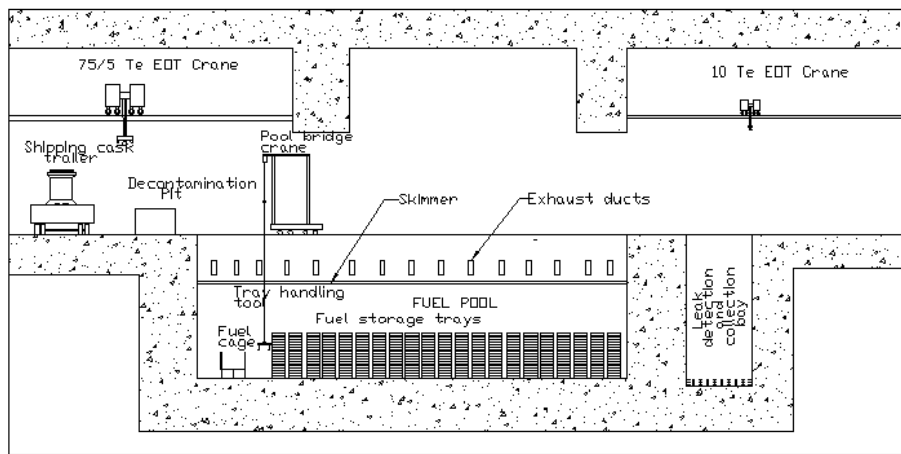 75/5 Te EOT Crane
10 Te EOT Crane
Shipping cask
trailer
Pool bridge
crane
Decontamination
Pit
Skimmer
Exhaust ducts
Tray handling
tool
FUEL POOL
Fuel storage trays
Fuel
cage
Leak
detection
and
collection
bay